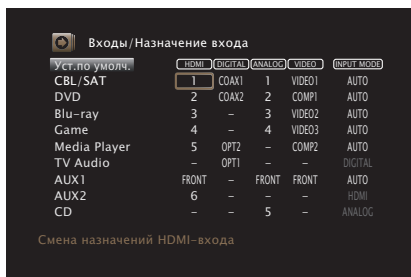 Входы/Назначение входа
Уст.по умолч. HDMI DIGITAL ANALOG VIDEO INPUT MODE
CBL/SAT 1 COAX1 1 VIDEO1 AUTO
DVD 2 COAX2 2 COMP1 AUTO
Blu-ray 3 – 3 VIDEO2 AUTO
Game 4 – 4 VIDEO3 AUTO
Media Player 5 OPT2 – COMP2 AUTO
TV Audio – OPT1 – – DIGITAL
AUX1 FRONT – FRONT FRONT AUTO
AUX2 6 – – – HDMI
CD – – 5 – ANALOG
Смена назначений HDMI-входа